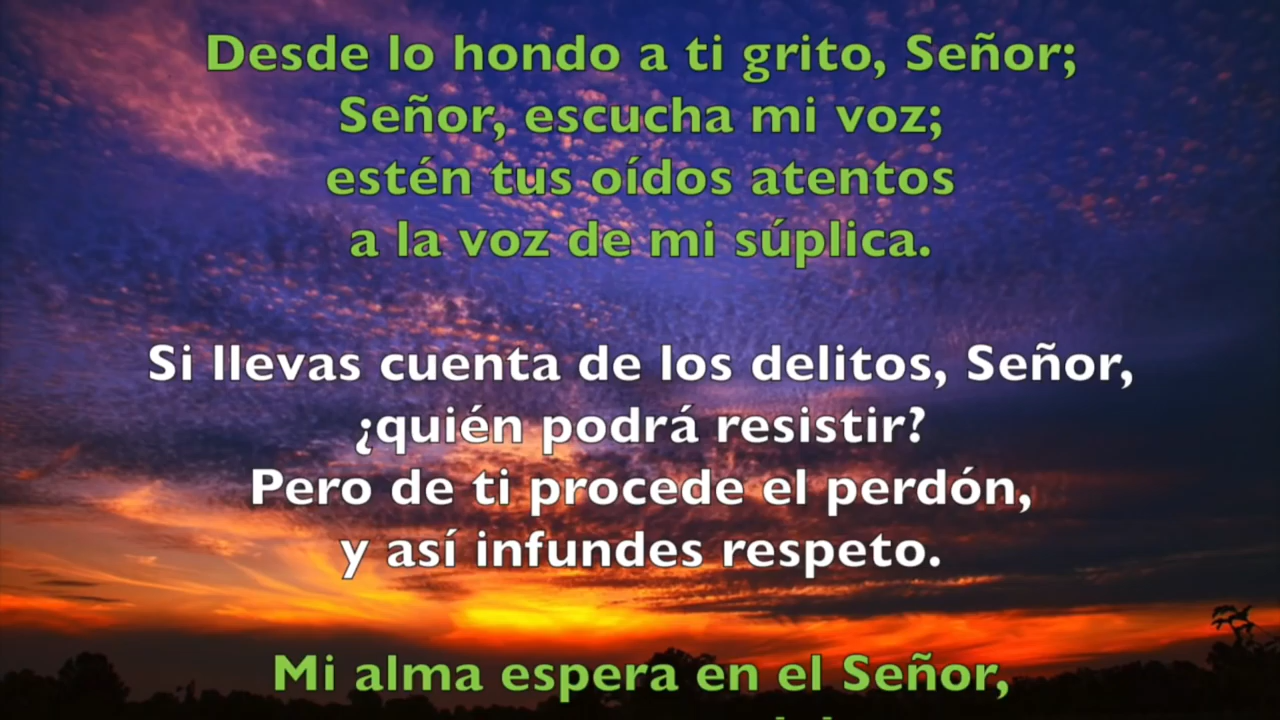 Desde lo hondo a ti grito, Señor;
Señor, escucha mi voz;
estén tus oídos atentos
a la voz de mi súplica.
Si llevas cuenta de los delitos, Señor,
¿quién podrá resistir?
Pero de ti procede el perdón,
y así infundes respeto.
Mi alma espera en el Señor,